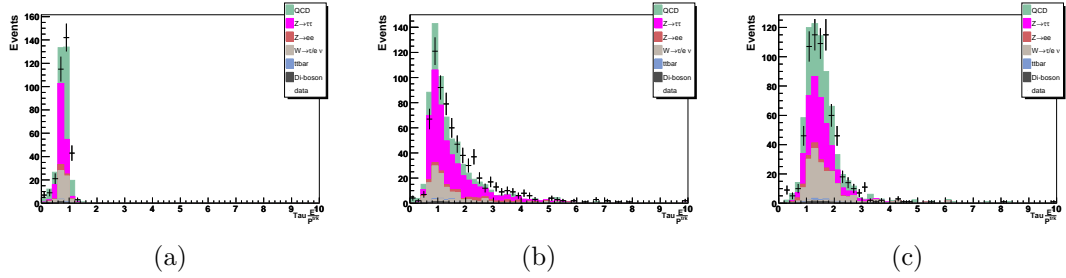 Events
160
140
120
100
80
60
40
20
0
QCD
Z→ττ
Z→ee
W→τ/e ν
ttbar
Di-boson
data
0 1 2 3 4 5 6 7 8 9 10
Tau E
(a)
Events
140
120
100
80
60
40
20
0
QCD
Z→ττ
Z→ee
W→τ/e ν
ttbar
Di-boson
data
0 1 2 3 4 5 6 7 8 9 10
Tau E
(b)
Events
120
100
80
60
40
20
0
QCD
Z→ττ
Z→ee
W→τ/e ν
ttbar
Di-boson
data
0 1 2 3 4 5 6 7 8 9 10
Tau E
(c)